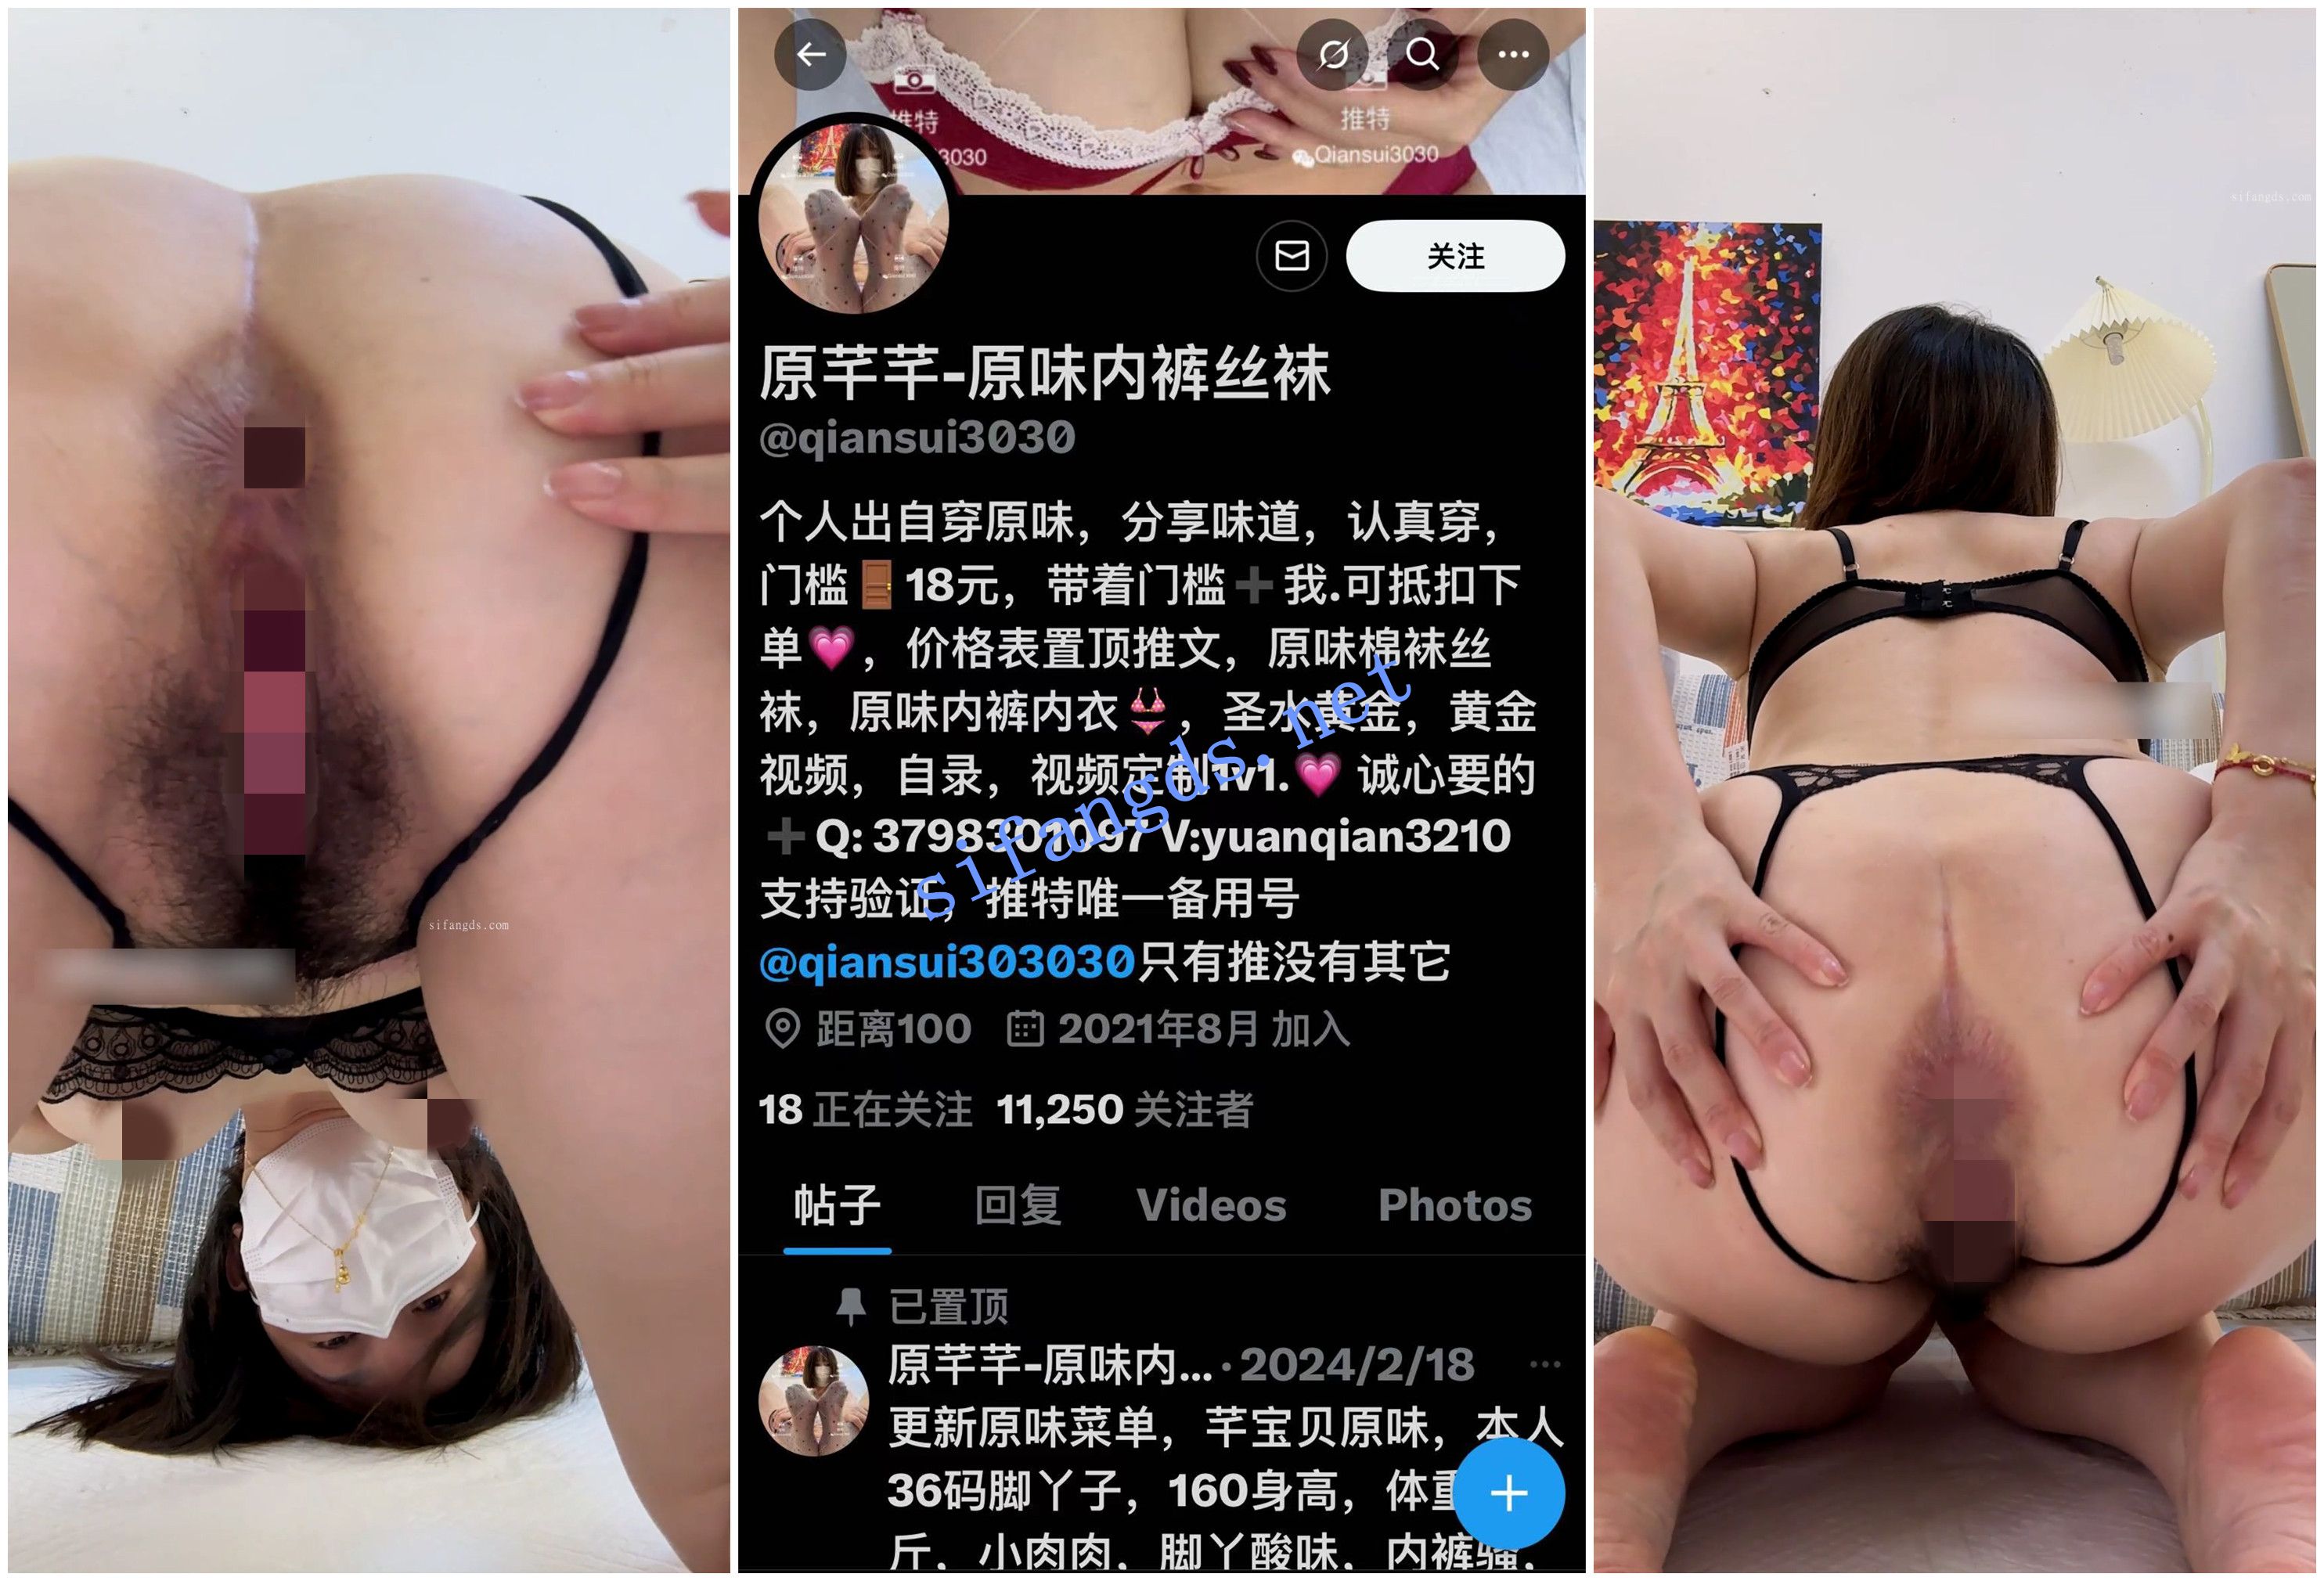 推特
3030
推特
Qiansui3030
关注
原芊芊-原味内裤丝袜
@qiansui3030
个人出自穿原味，分享味道，认真穿，
门槛🚪18元，带着门槛➕我.可抵扣下
单💗，价格表置顶推文，原味棉袜丝
袜，原味内裤内衣👙，圣水黄金，黄金
视频，自录，视频定制1v1.💗 诚心要的
➕Q: 3798301097 V:yuanqian3210
支持验证，推特唯一备用号
@qiansui303030只有推没有其它
距离100 2021年8月 加入
18 正在关注 11,250 关注者
帖子 回复 Videos Photos
已置顶
原芊芊-原味内... · 2024/2/18
更新原味菜单，芊宝贝原味，本人
36码脚丫子，160身高，体重
斤，小肉肉，脚丫酸味，内裤骚，
sifangds.net
sifangds.com
sifangds.com